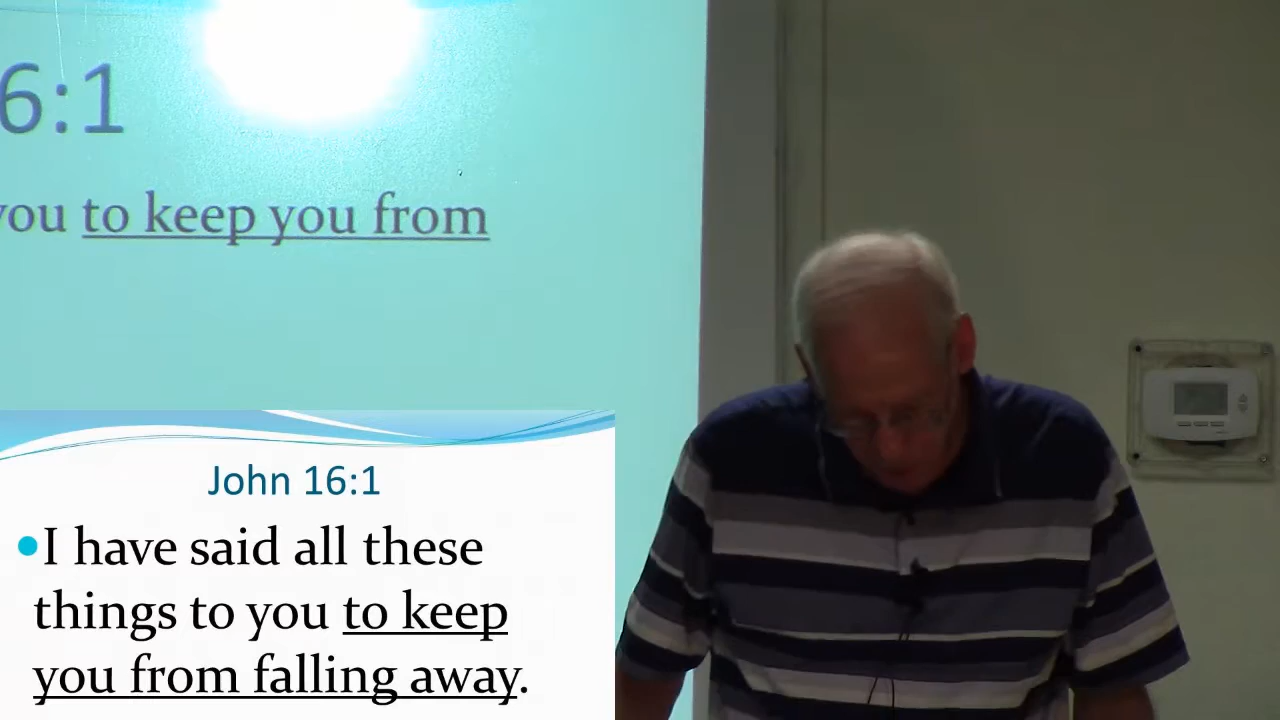 6:1
you to keep you from
John 16:1
•I have said all these
things to you to keep
you from falling away.